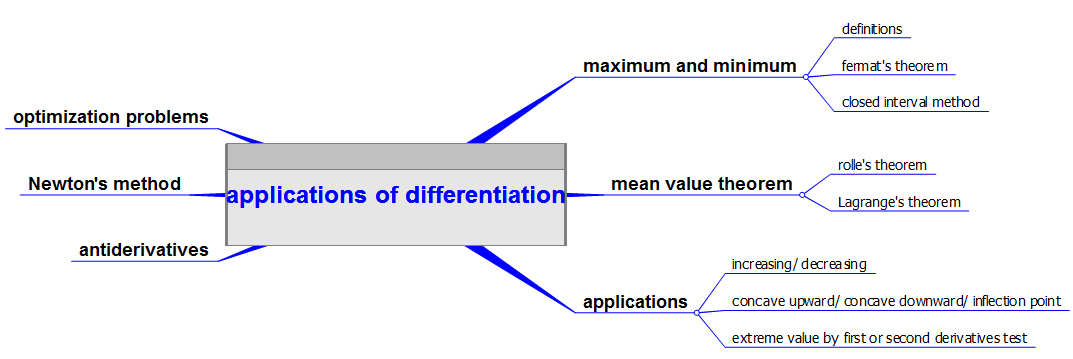 definitions
maximum and minimum
fermat's theorem
closed interval method
optimization problems
rolle's theorem
Newton's method
mean value theorem
applications of differentiation
Lagrange's theorem
antiderivatives
increasing/ decreasing
applications
concave upward/ concave downward/ inflection point
extreme value by first or second derivatives test